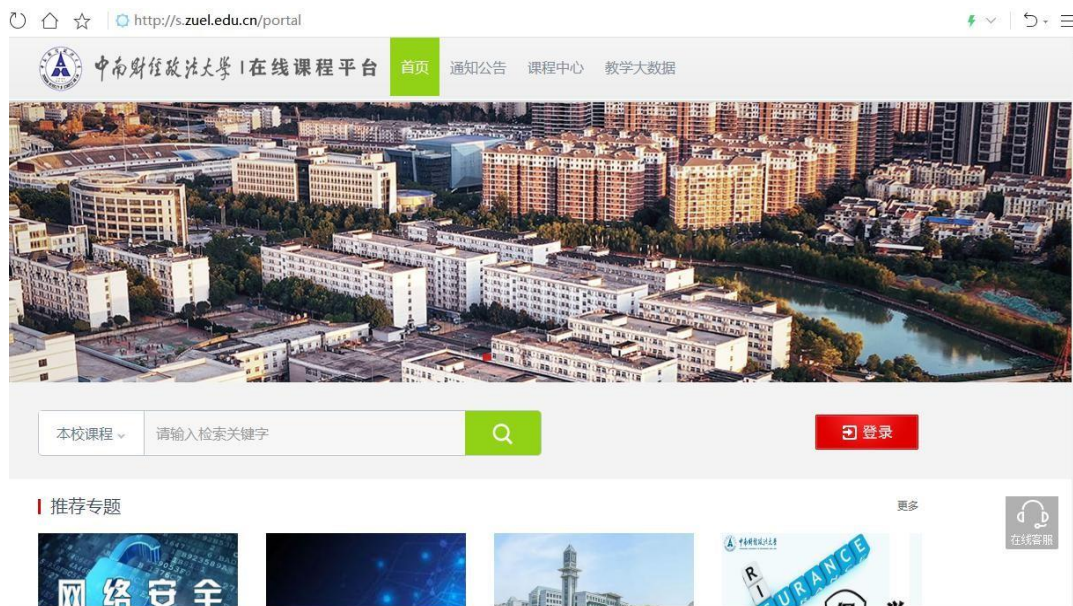 http://s.zuel.edu.cn/portal
中南财经政法大学 | 在线课程平台 首页 通知公告 课程中心 教学大数据
本校课程 请输入检索关键字 登录
推荐专题 更多
在线客服
网络安全
中南财经政法大学